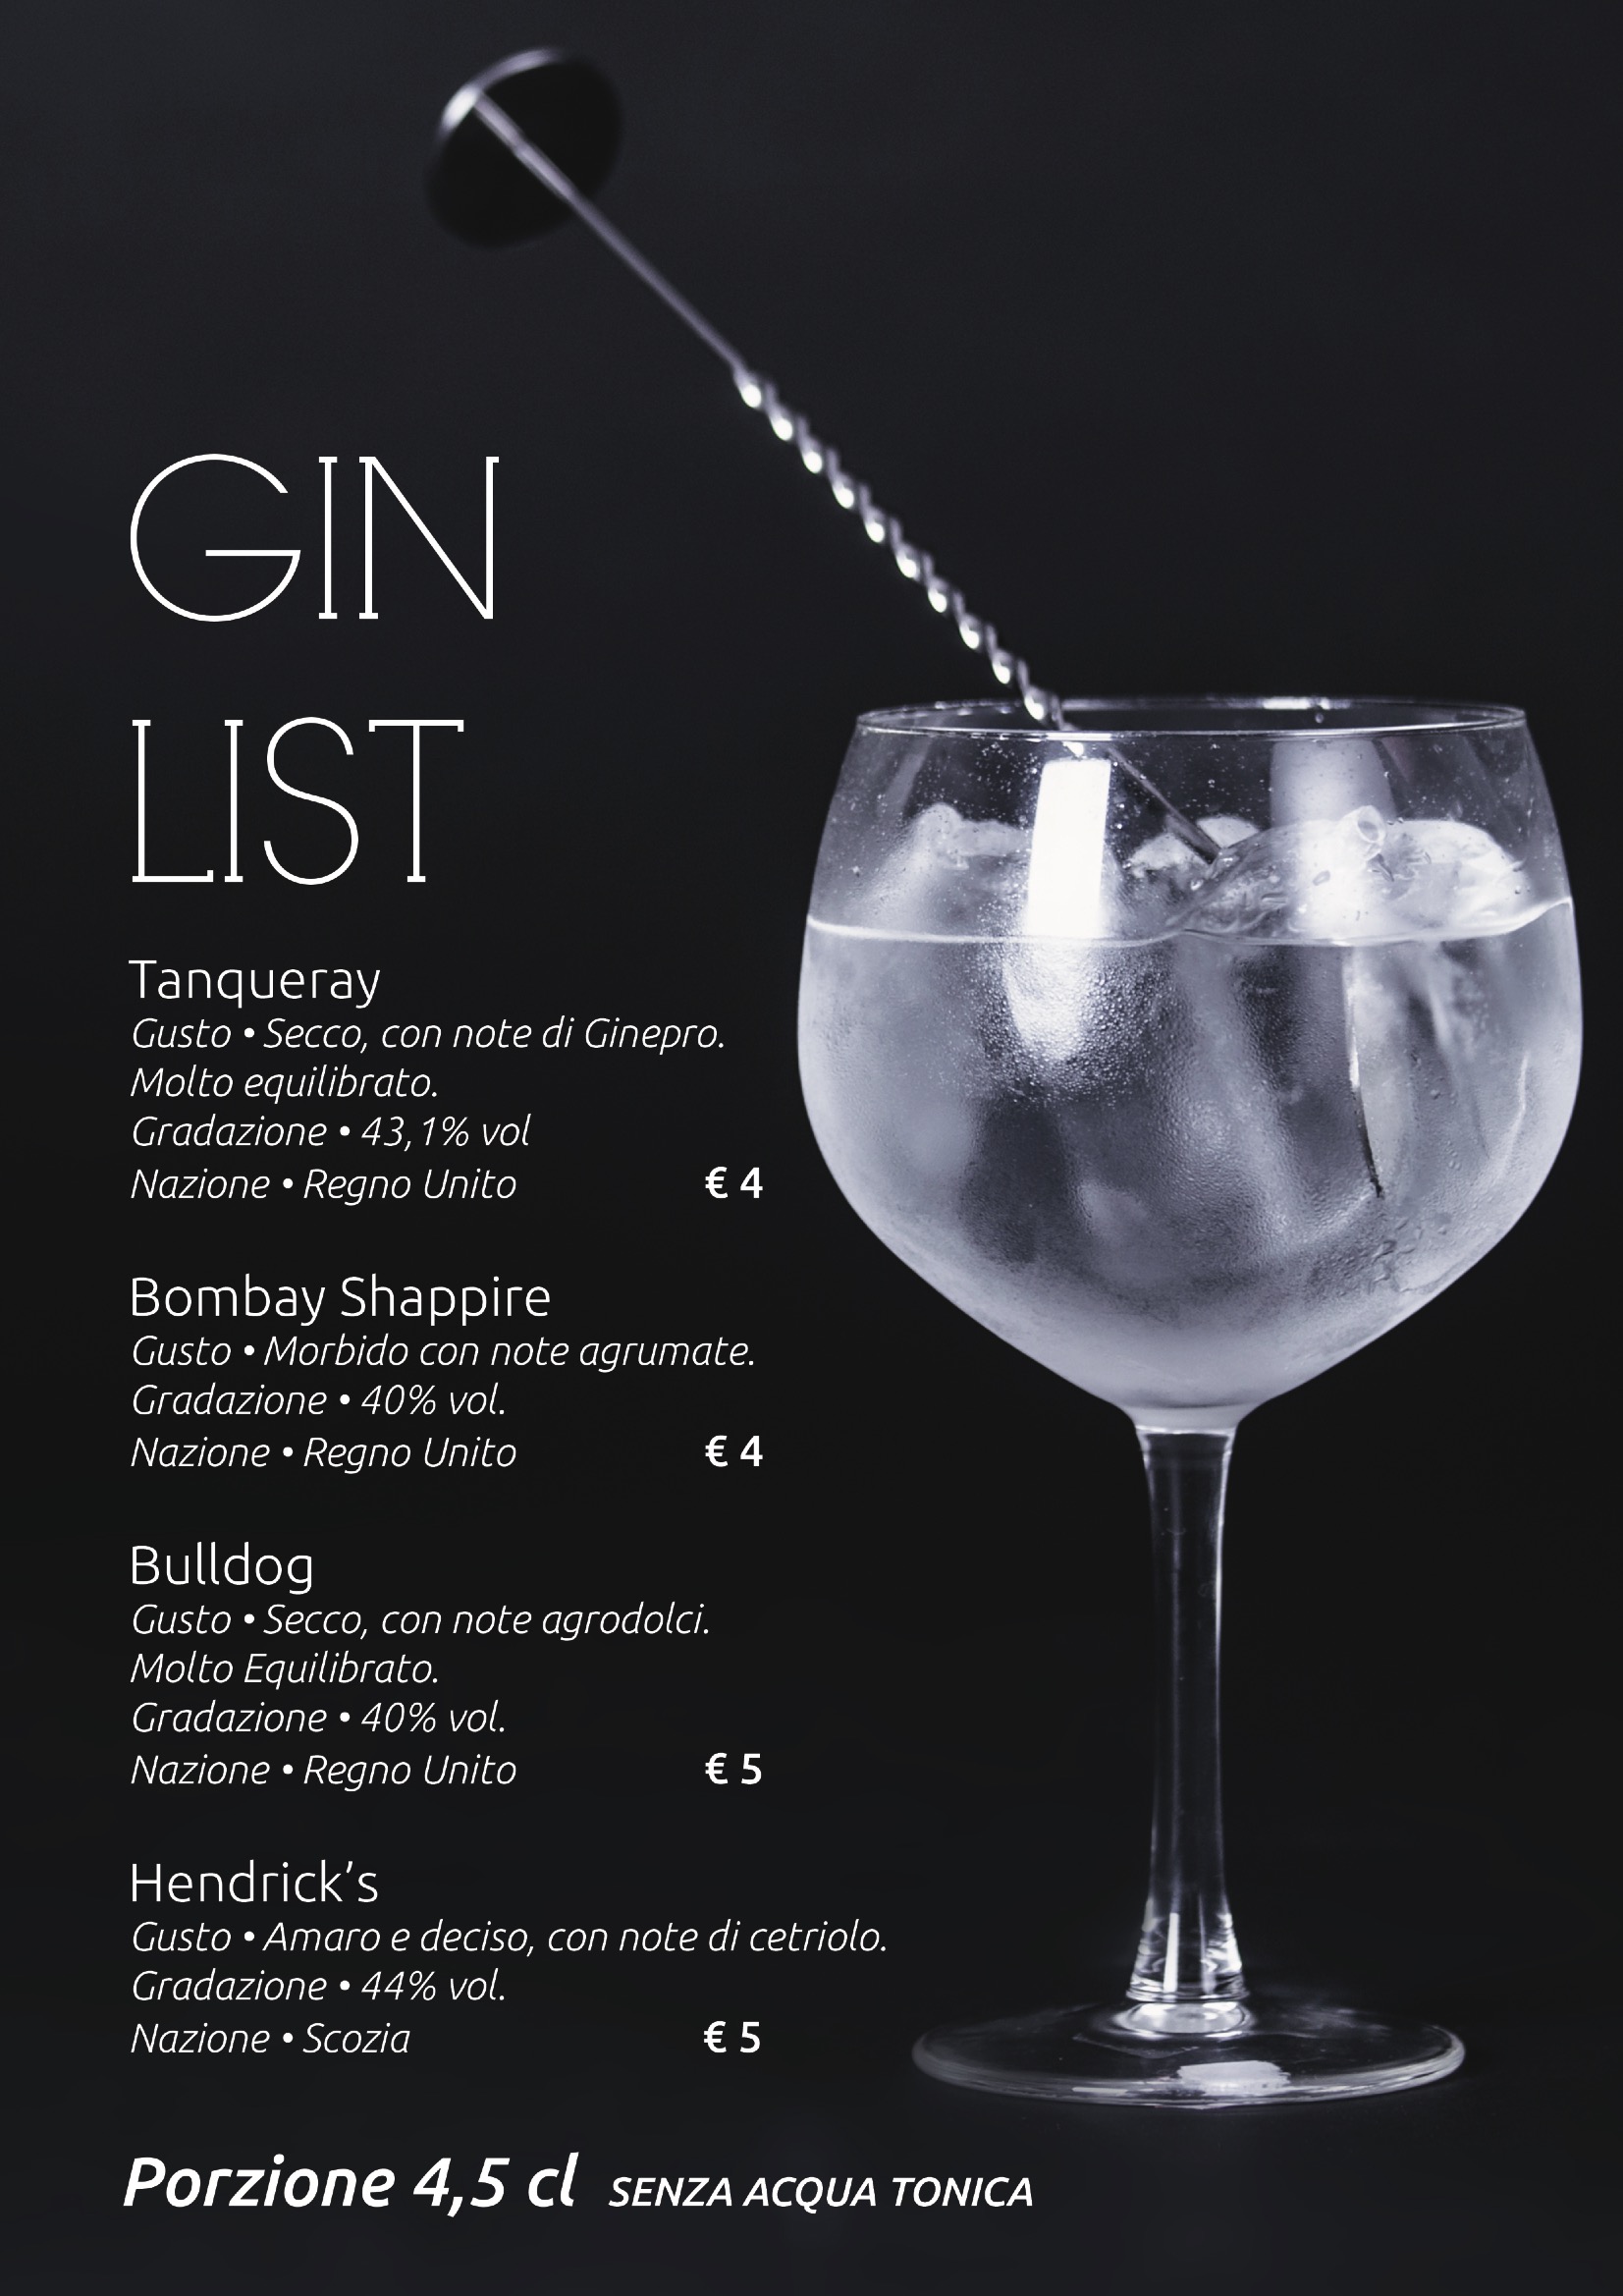 GIN
LIST
Tanqueray
Gusto • Secco, con note di Ginepro.
Molto equilibrato.
Gradazione • 43,1% vol
Nazione • Regno Unito € 4
Bombay Shappire
Gusto • Morbido con note agrumate.
Gradazione • 40% vol.
Nazione • Regno Unito € 4
Bulldog
Gusto • Secco, con note agrodolci.
Molto Equilibrato.
Gradazione • 40% vol.
Nazione • Regno Unito € 5
Hendrick’s
Gusto • Amaro e deciso, con note di cetriolo.
Gradazione • 44% vol.
Nazione • Scozia € 5
Porzione 4,5 cl SENZA ACQUA TONICA